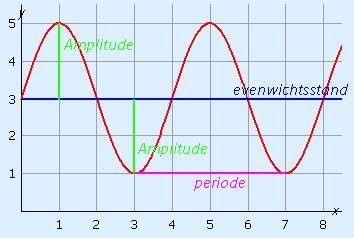 y
5
Amplitude
4
evenwichtsstand
3
2
Amplitude
1
periode
1 2 3 4 5 6 7 8 x